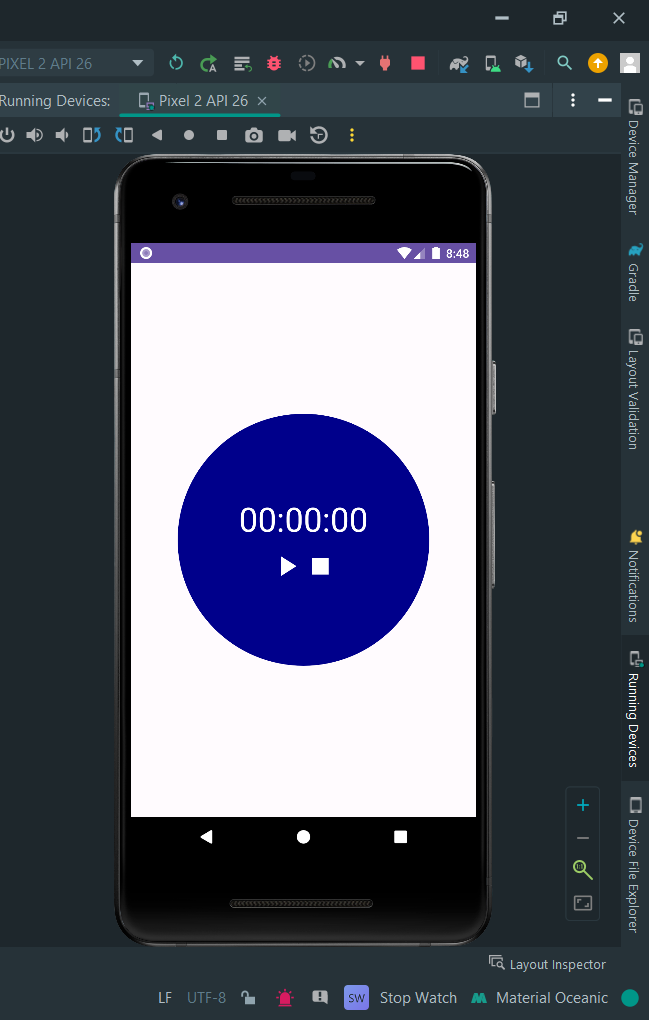 PIXEL 2 API 26
Running Devices:
Pixel 2 API 26
8:48
00:00:00
Device Manager
Gradle
Layout Validation
Notifications
Running Devices
Device File Explorer
Layout Inspector
LF
UTF-8
SW
Stop Watch
Material Oceanic